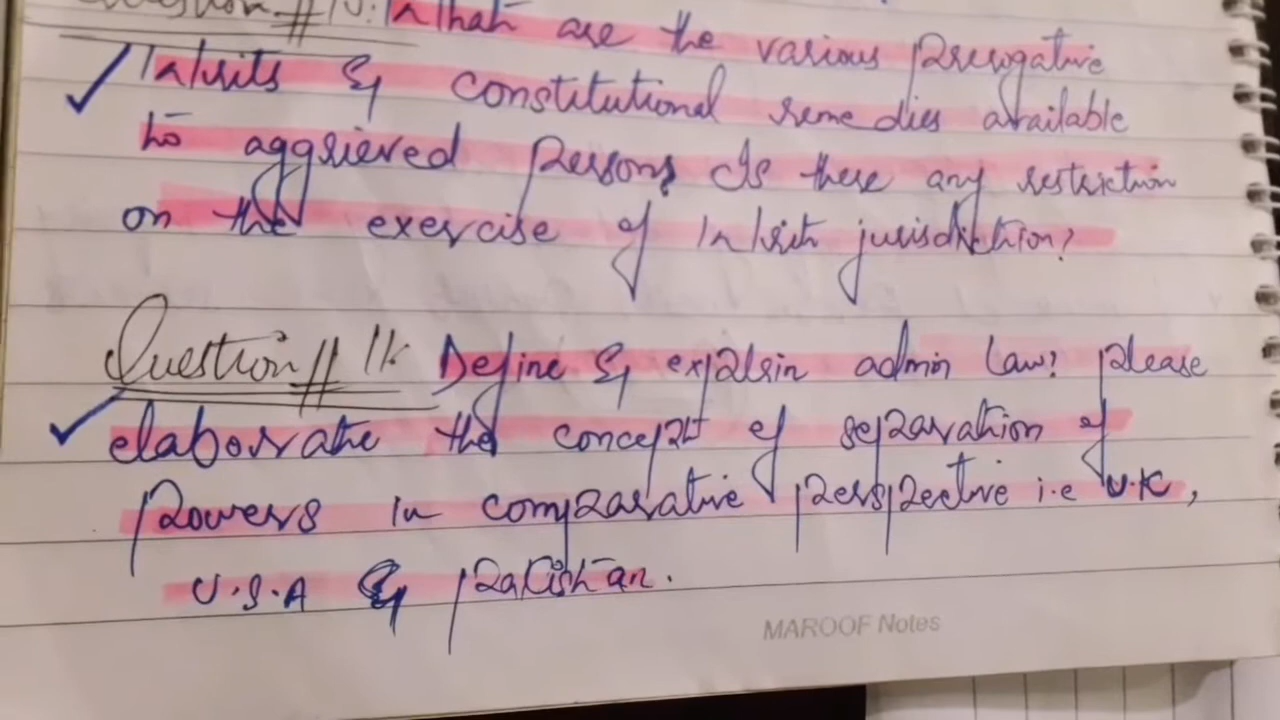 Question # 10: What are the various Prerogative
Writs & constitutional remedies available
to aggrieved persons? Is there any restriction
on the exercise of Writ jurisdiction?
Question # 11: Define & explain admin law? Please
elaborate the concept of separation of
powers in comparative perspective i.e U.K,
U.S.A & Pakistan.
MAROOF Notes